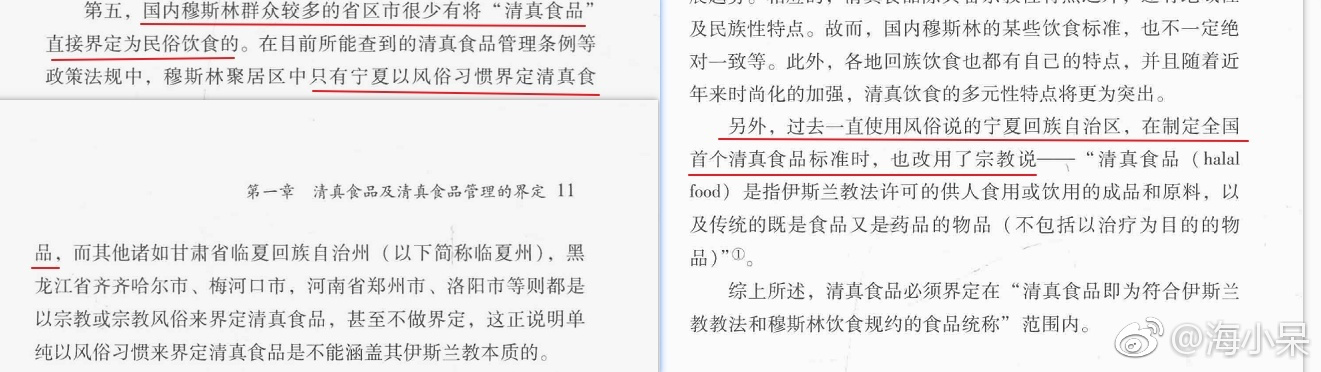 第五，国内穆斯林群众较多的省区市很少有将“清真食品”
直接界定为民俗饮食的。在目前所能查到的清真食品管理条例等
政策法规中，穆斯林聚居区中只有宁夏以风俗习惯界定清真食
第一章 清真食品及清真食品管理的界定 11
品，而其他诸如甘肃省临夏回族自治州（以下简称临夏州），黑
龙江省齐齐哈尔市、梅河口市，河南省郑州市、洛阳市等则都是
以宗教或宗教风俗来界定清真食品，甚至不做界定，这正说明单
纯以风俗习惯来界定清真食品是不能涵盖其伊斯兰教本质的。
及民族性特点。故而，国内穆斯林的某些饮食标准，也不一定绝
对一致等。此外，各地回族饮食也都有自己的特点，并且随着近
年来时尚化的加强，清真饮食的多元性特点将更为突出。
另外，过去一直使用风俗说的宁夏回族自治区，在制定全国
首个清真食品标准时，也改用了宗教说——“清真食品（halal
food）是指伊斯兰教法许可的供人食用或饮用的成品和原料，以
及传统的既是食品又是药品的物品（不包括以治疗为目的的物
品）”①。
综上所述，清真食品必须界定在“清真食品即为符合伊斯兰
教教法和穆斯林饮食规约的食品统称”范围内。
@海小呆